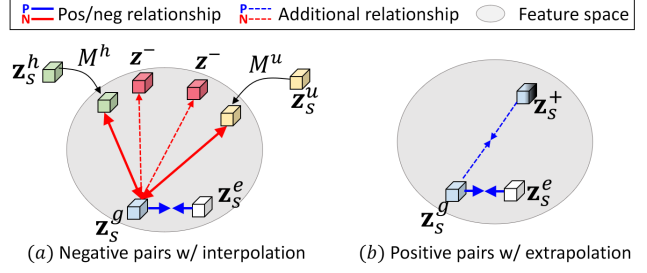 P N Pos/neg relationship P N Additional relationship Feature space
z_s^h M^h z^- z^- M^u z_s^u
z_s^g z_s^e
z_s^+
z_s^g z_s^e
(a) Negative pairs w/ interpolation
(b) Positive pairs w/ extrapolation